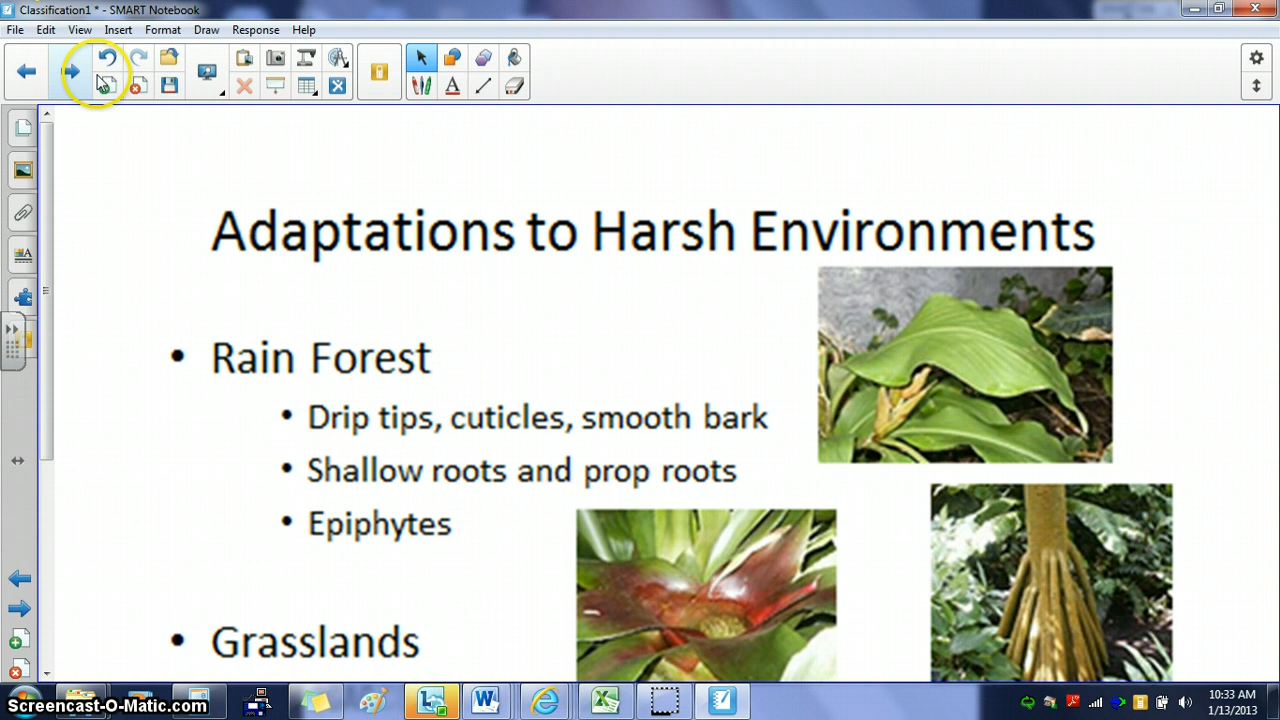 Classification1 * - SMART Notebook
File Edit View Insert Format Draw Response Help
Adaptations to Harsh Environments
• Rain Forest
• Drip tips, cuticles, smooth bark
• Shallow roots and prop roots
• Epiphytes
• Grasslands
Screencast-O-Matic.com
10:33 AM
1/13/2013